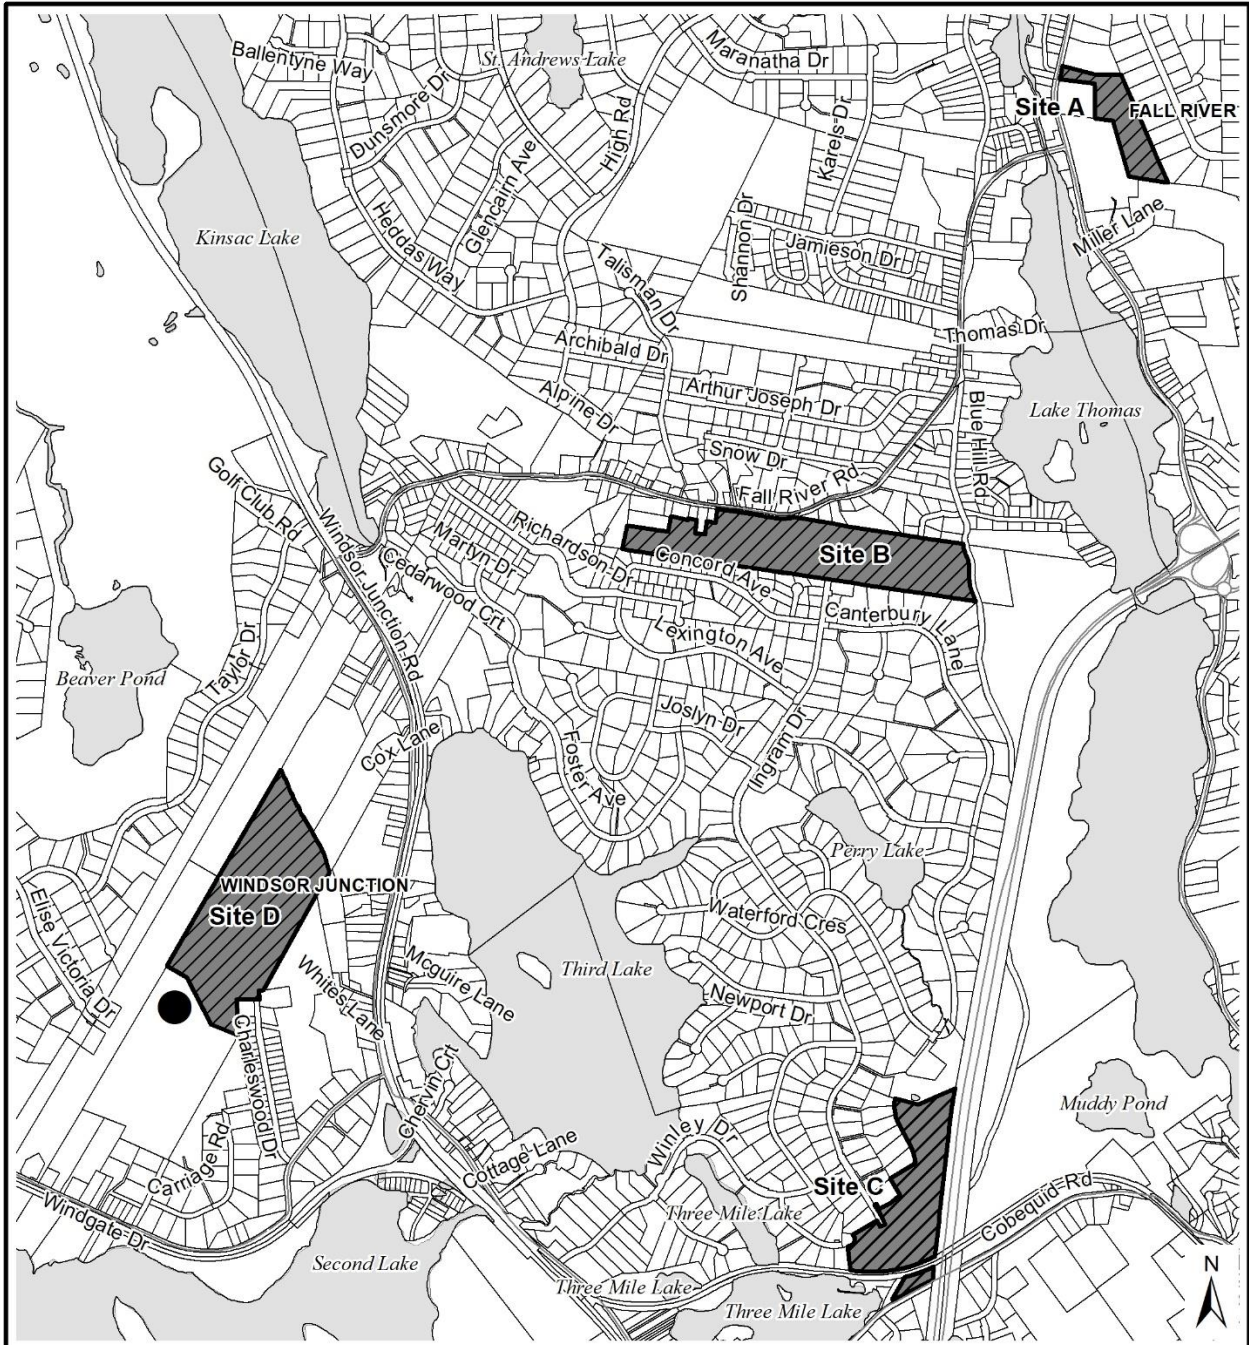 Ballentyne Way
St. Andrews Lake
Maranatha Dr
Dunsmore Dr
High Rd
Site A
FALL RIVER
Karels Dr
Glencairn Ave
Kinsac Lake
Heddas Way
Miller Lane
Shannon Dr
Jamieson Dr
Talisman Dr
Thomas Dr
Archibald Dr
Arthur Joseph Dr
Alpine Dr
Blue Hill Rd
Lake Thomas
Snow Dr
Fall River Rd
Golf Club Rd
Windsor Junction Rd
Richardson Dr
Martyn Dr
Cedarwood Crt
Concord Ave
Site B
Canterbury Lane
Lexington Ave
Beaver Pond
Taylor Dr
Joslyn Dr
Ingram Dr
Cox Lane
Foster Ave
Perry Lake
WINDSOR JUNCTION
Site D
Elise Victoria Dr
Waterford Cres
Whites Lane
Mcguire Lane
Third Lake
Newport Dr
Charleswood Dr
Chervin Crt
Muddy Pond
Carriage Rd
Cottage Lane
Winley Dr
Site C
Three Mile Lake
Cobequid Rd
Windgate Dr
Second Lake
Three Mile Lake
Three Mile Lake
N